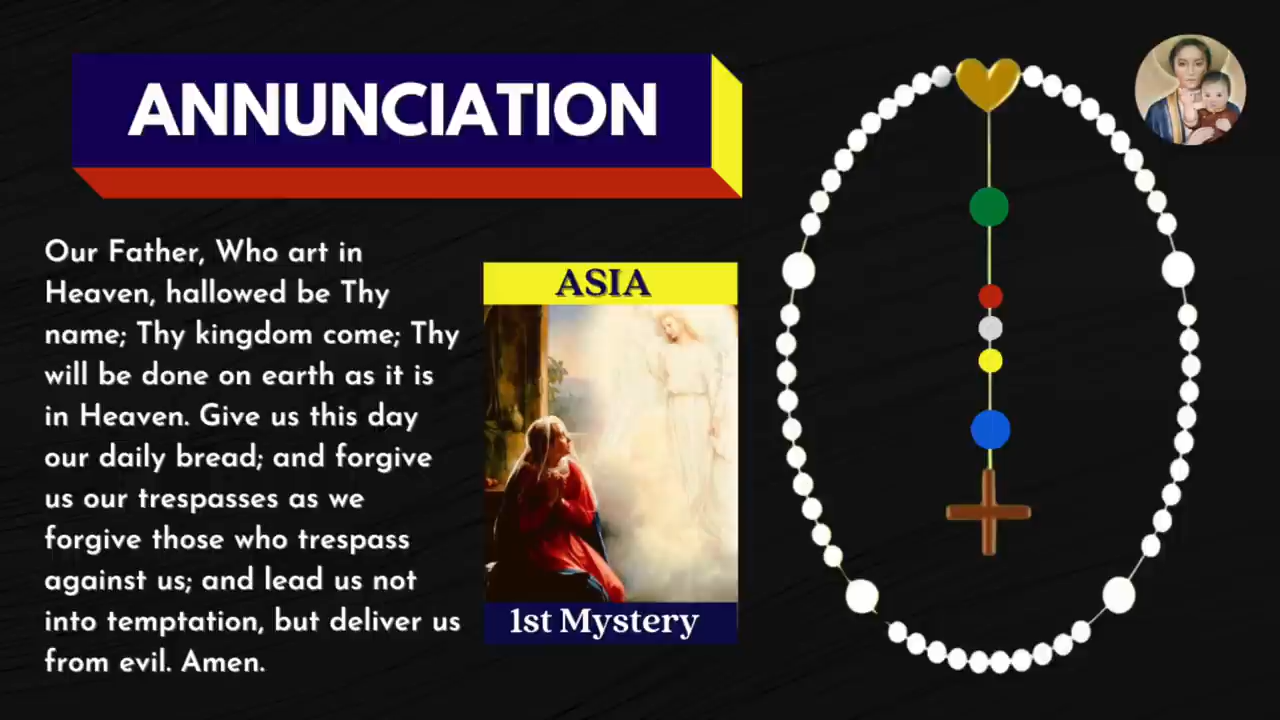 ANNUNCIATION
Our Father, Who art in
Heaven, hallowed be Thy
name; Thy kingdom come; Thy
will be done on earth as it is
in Heaven. Give us this day
our daily bread; and forgive
us our trespasses as we
forgive those who trespass
against us; and lead us not
into temptation, but deliver us
from evil. Amen.
ASIA
1st Mystery